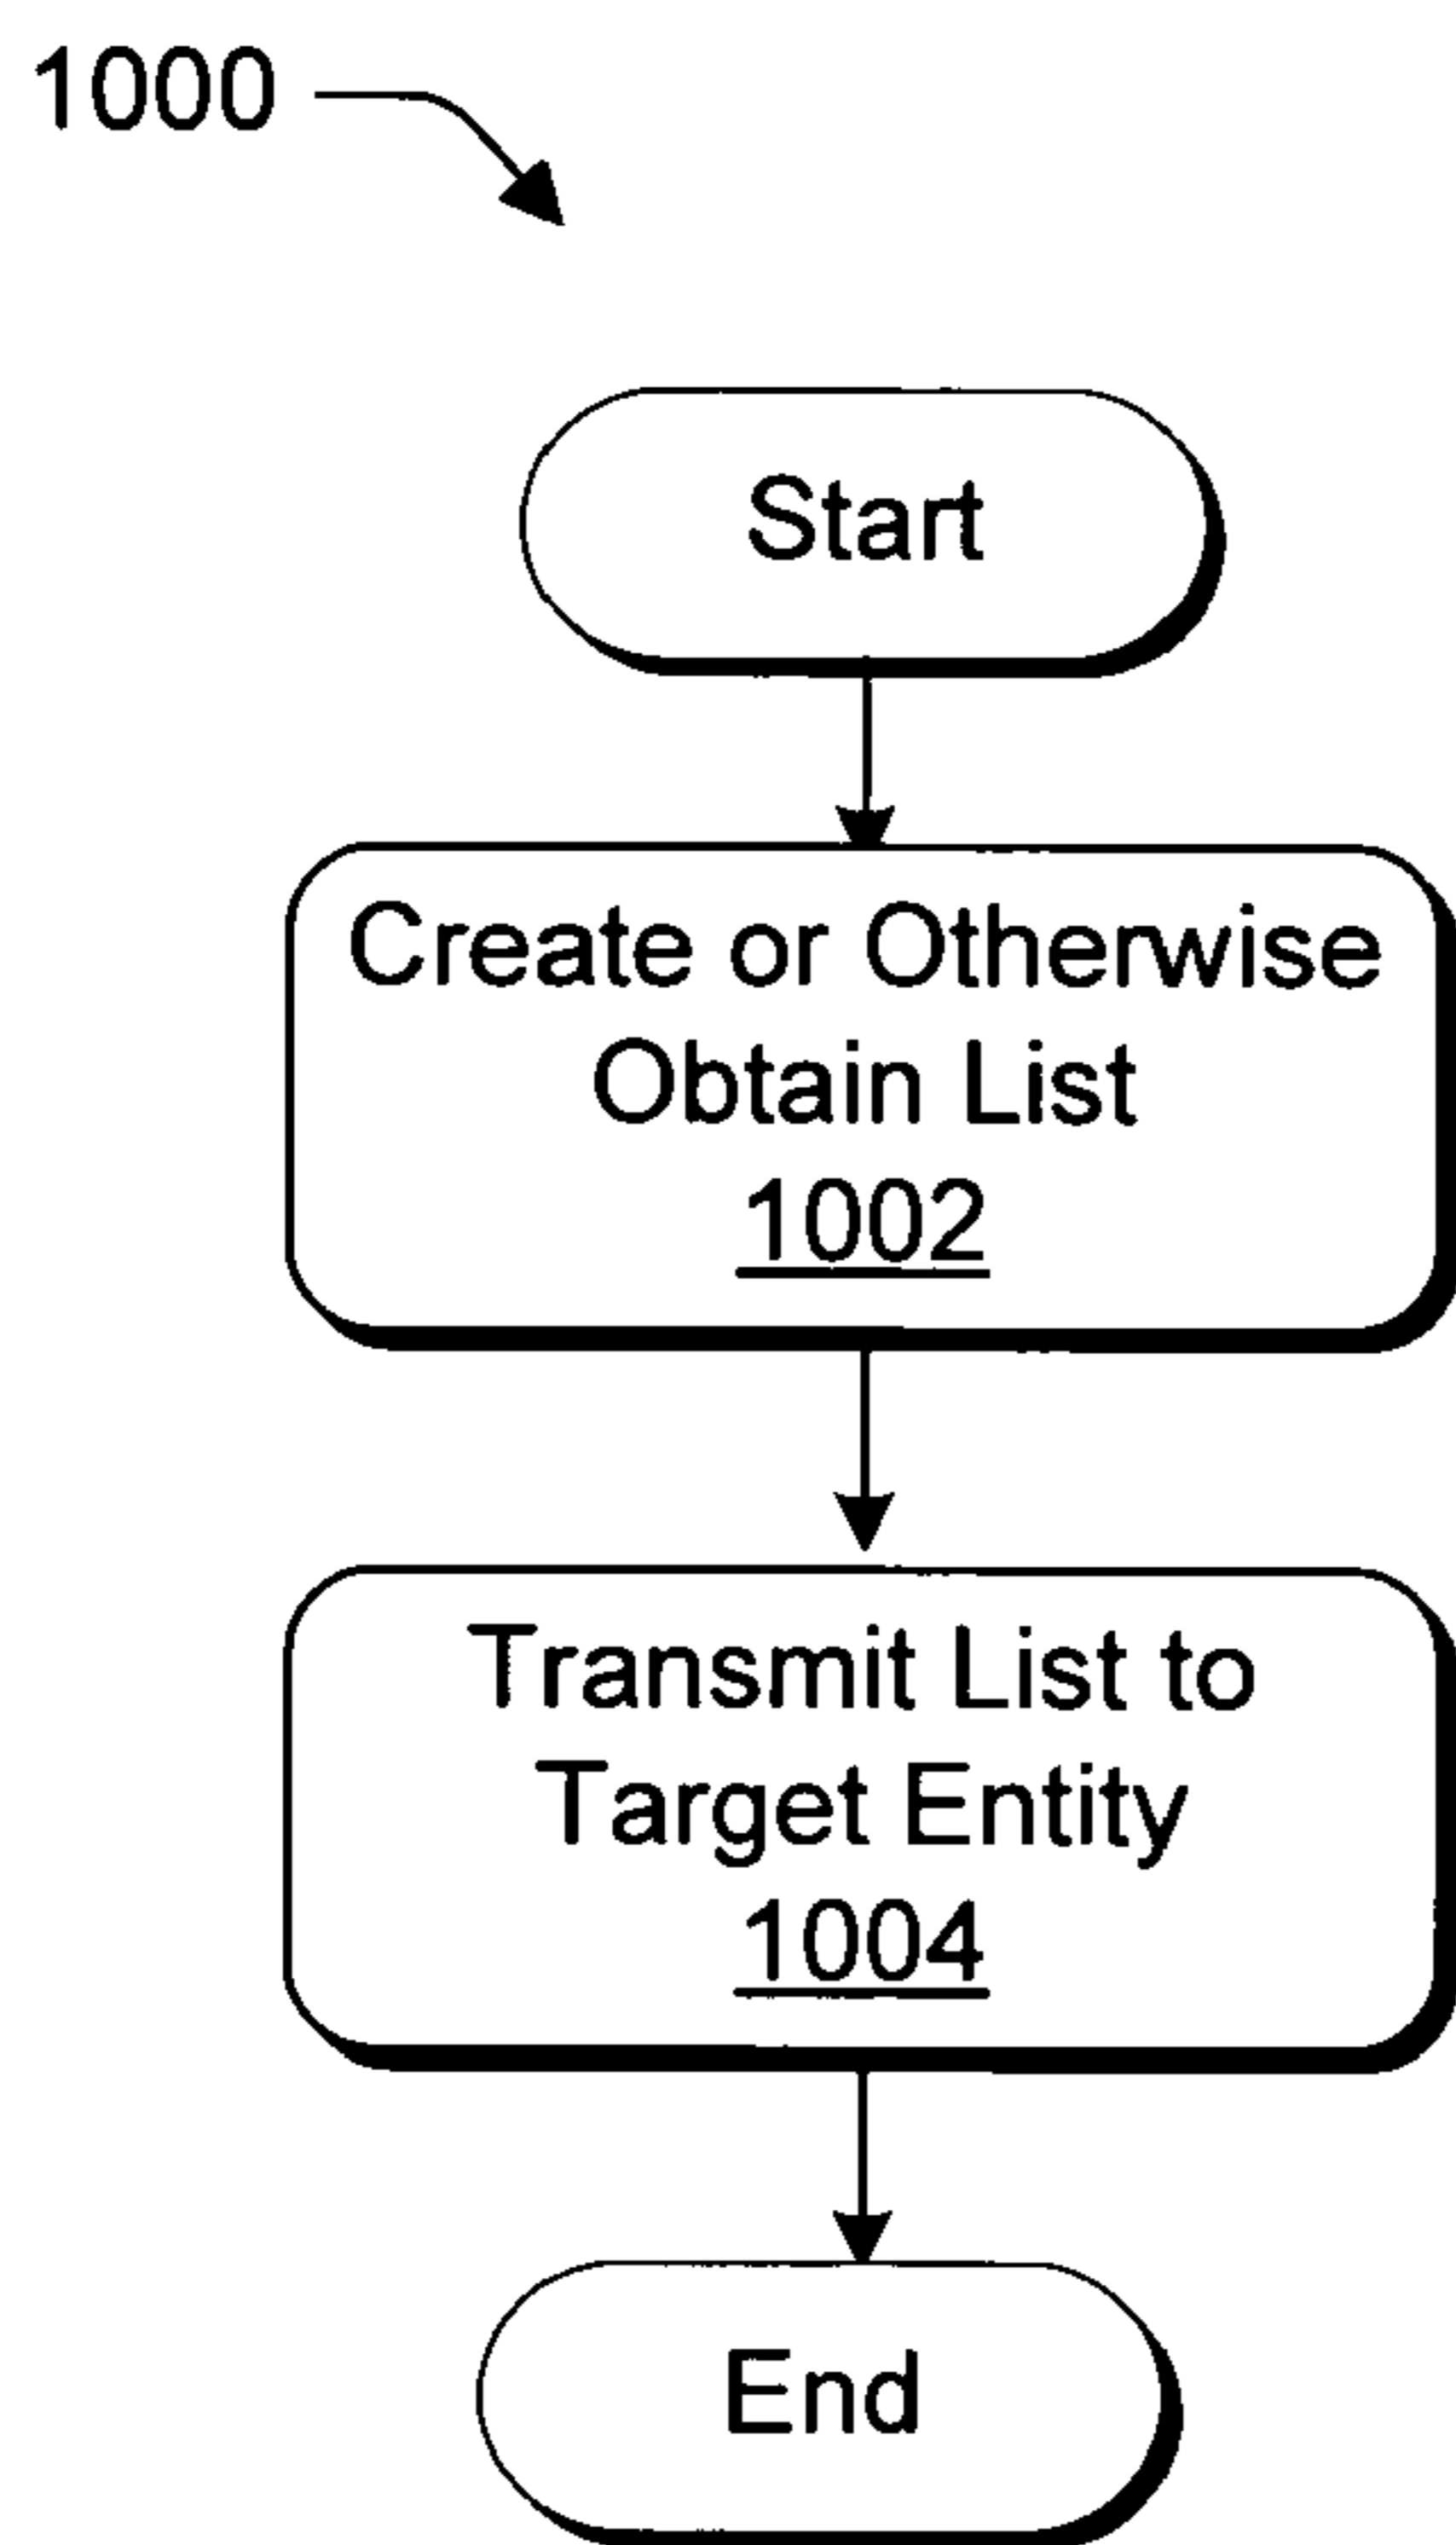 1000
Start
Create or Otherwise
Obtain List
1002
Transmit List to
Target Entity
1004
End